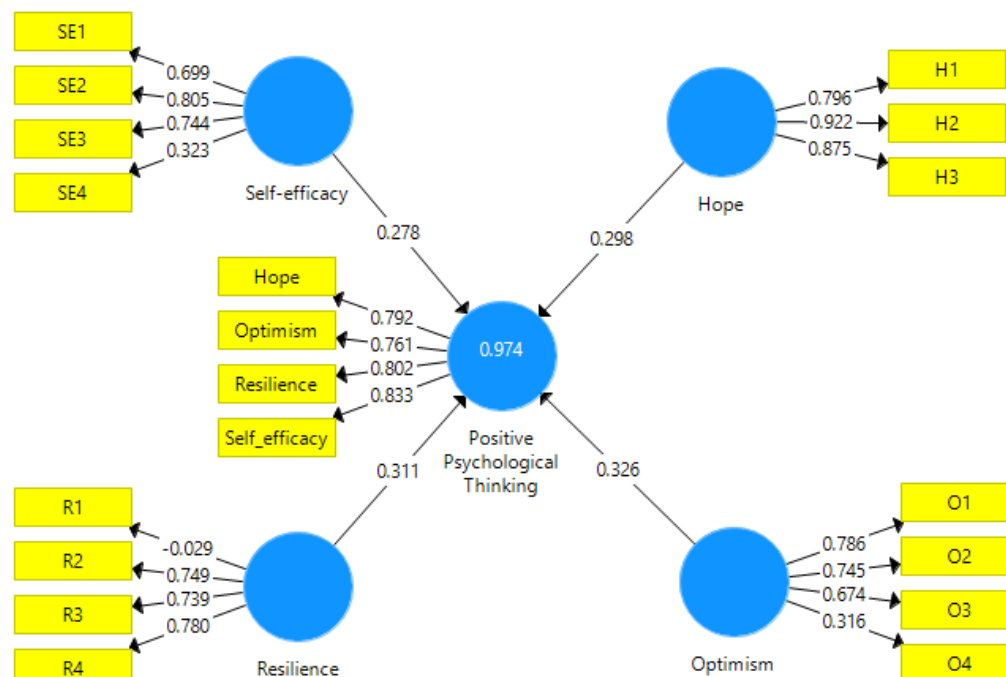 SE1
SE2
SE3
SE4
0.699
0.805
0.744
0.323
Self-efficacy
H1
H2
H3
0.796
0.922
0.875
Hope
0.278
0.298
Hope
Optimism
Resilience
Self_efficacy
0.792
0.761
0.802
0.833
0.974
Positive
Psychological
Thinking
0.311
0.326
R1
R2
R3
R4
-0.029
0.749
0.739
0.780
Resilience
O1
O2
O3
O4
0.786
0.745
0.674
0.316
Optimism